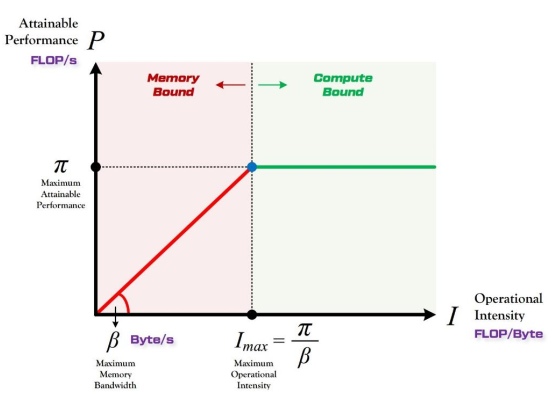 Attainable
Performance P
FLOP/s
Memory
Bound
Compute
Bound
π
Maximum
Attainable
Performance
I Operational
Intensity
FLOP/Byte
β Byte/s
Maximum
Memory
Bandwidth
Imax = π/β
Maximum
Operational
Intensity